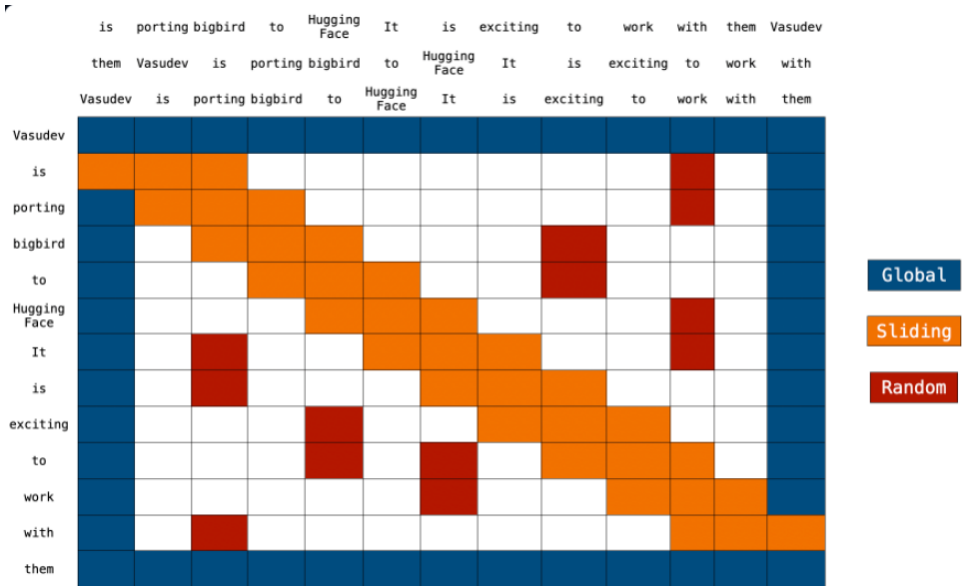 is porting bigbird to Hugging Face It is exciting to work with them Vasudev
them Vasudev is porting bigbird to Hugging Face It is exciting to work with
Vasudev is porting bigbird to Hugging Face It is exciting to work with them
Vasudev
is
porting
bigbird
to
Hugging
Face
It
is
exciting
to
work
with
them
Global
Sliding
Random